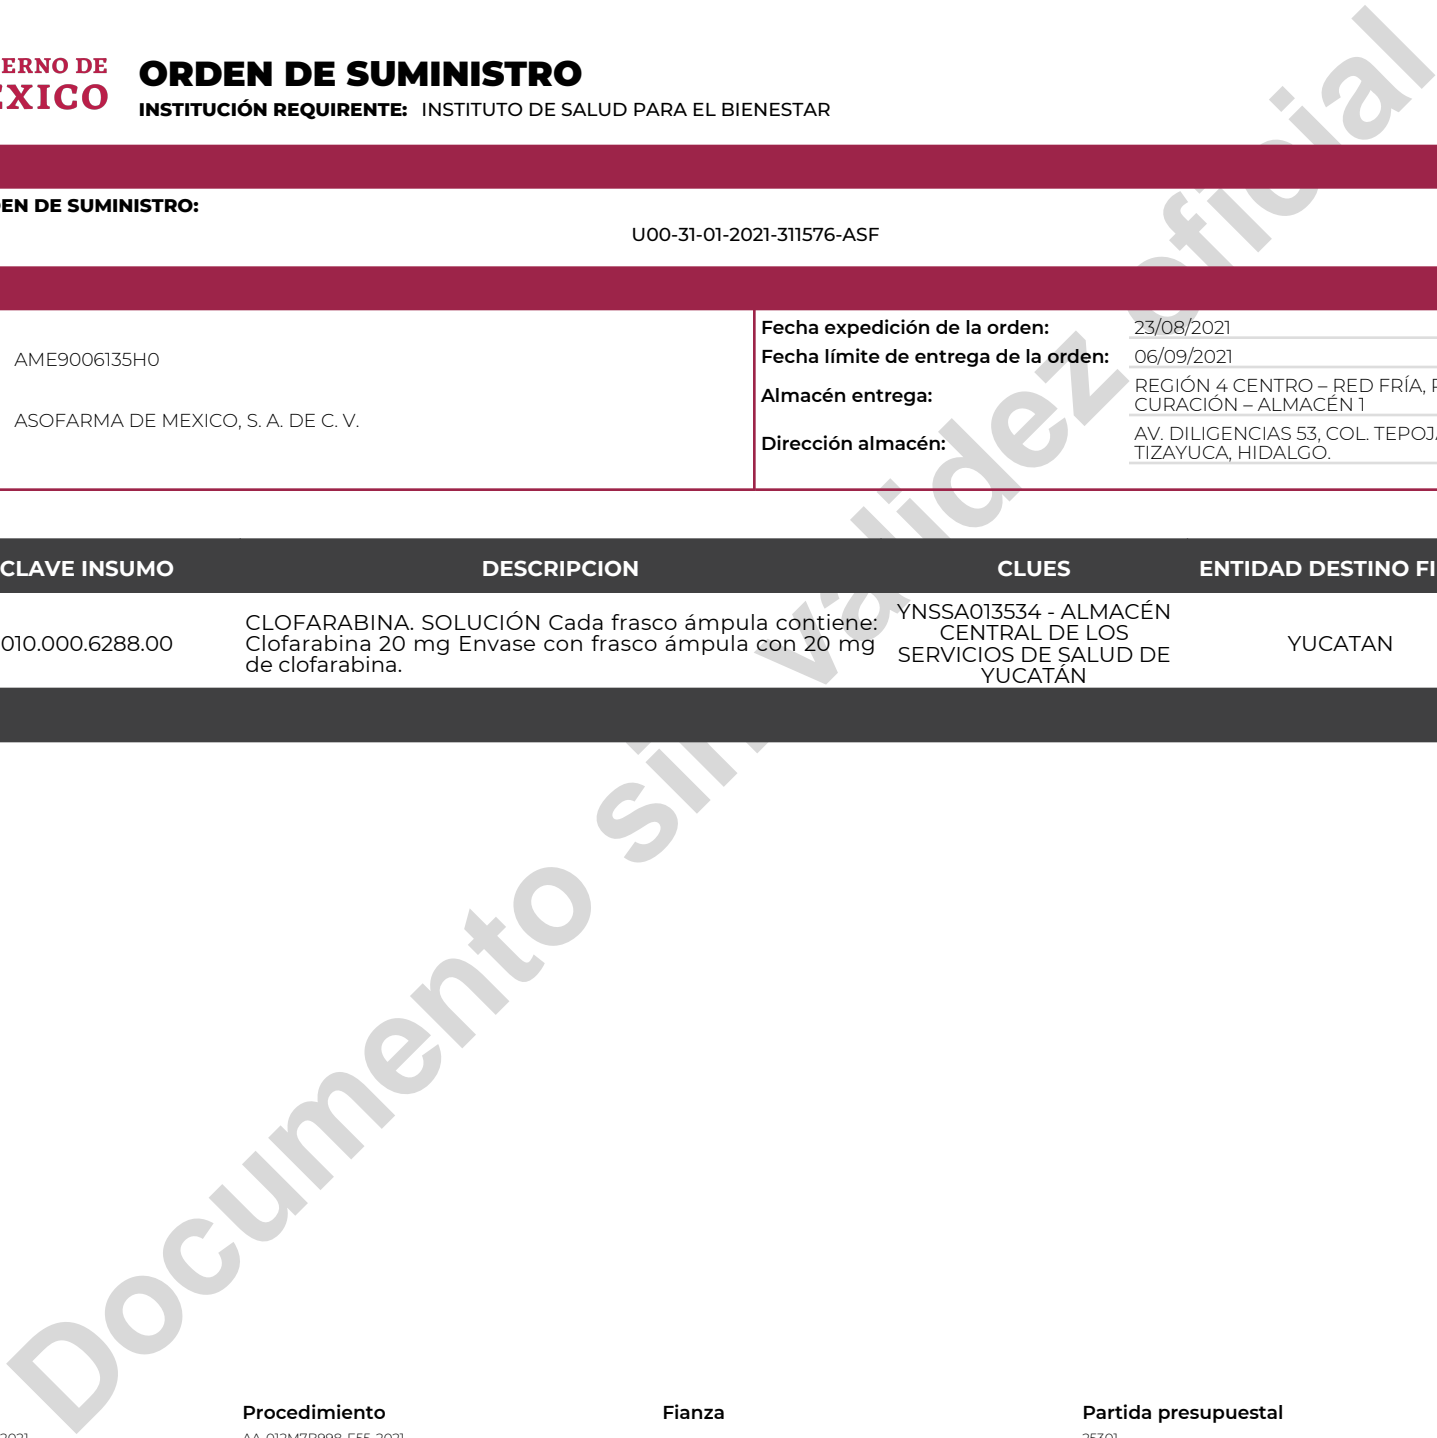 ERNO DE
ORDEN DE SUMINISTRO
INSTITUCIÓN REQUIRENTE: INSTITUTO DE SALUD PARA EL BIENESTAR
EN DE SUMINISTRO:
U00-31-01-2021-311576-ASF
AME9006135H0
ASOFARMA DE MEXICO, S. A. DE C. V.
Fecha expedición de la orden: 23/08/2021
Fecha límite de entrega de la orden: 06/09/2021
Almacén entrega: REGIÓN 4 CENTRO – RED FRÍA,
CURACIÓN – ALMACÉN 1
Dirección almacén: AV. DILIGENCIAS 53, COL.
TIZAYUCA, HIDALGO.
CLAVE INSUMO DESCRIPCION CLUES ENTIDAD DESTINO FI
010.000.6288.00
CLOFARABINA. SOLUCIÓN Cada frasco ámpula contiene:
Clofarabina 20 mg Envase con frasco ámpula con 20 mg
de clofarabina.
YNSSA013534 - ALMACÉN
CENTRAL DE LOS
SERVICIOS DE SALUD DE
YUCATÁN
YUCATAN
Documento sin validez oficial
Procedimiento Fianza Partida presupuestal